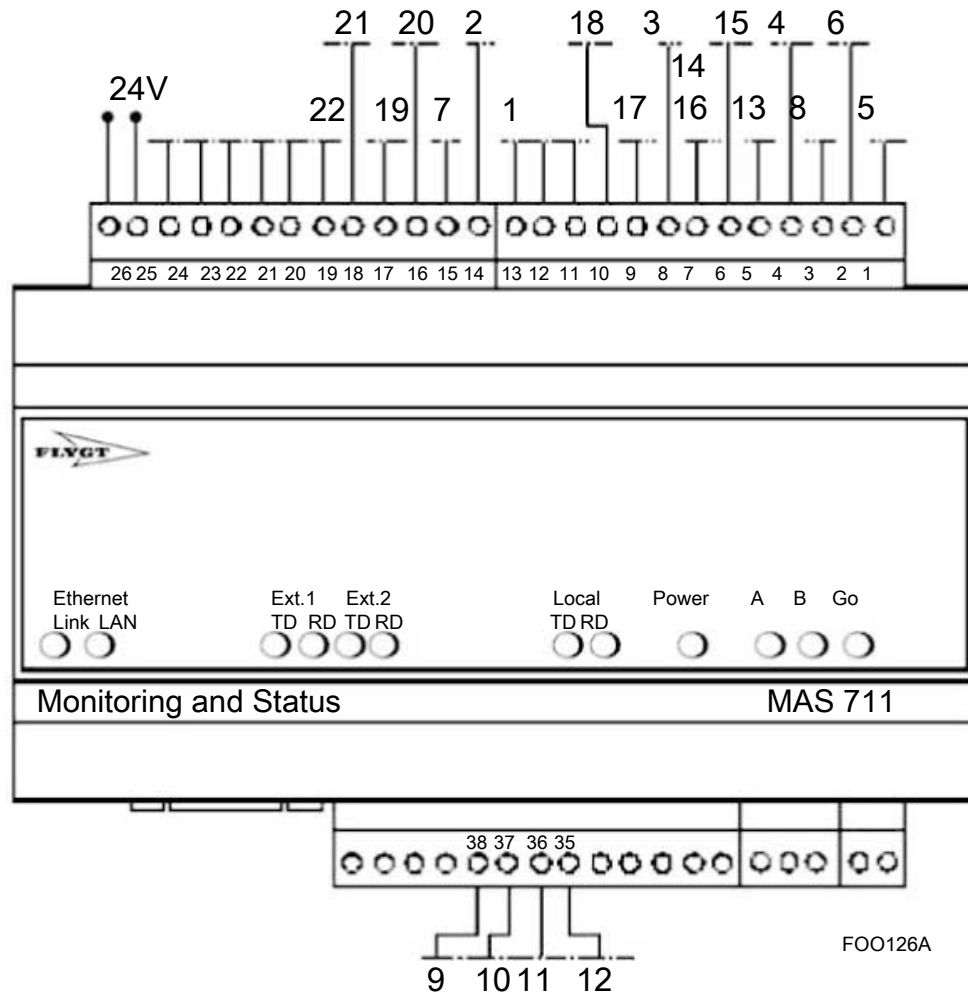 21 20 2 18 3 15 4 6
14
24V 22 19 7 1 17 16 13 8 5
26 25 24 23 22 21 20 19 18 17 16 15 14 13 12 11 10 9 8 7 6 5 4 3 2 1
FLYGT
Ethernet Ext.1 Ext.2 Local Power A B Go
Link LAN TD RD TD RD TD RD
Monitoring and Status MAS 711
38 37 36 35
FOO126A
9 10 11 12